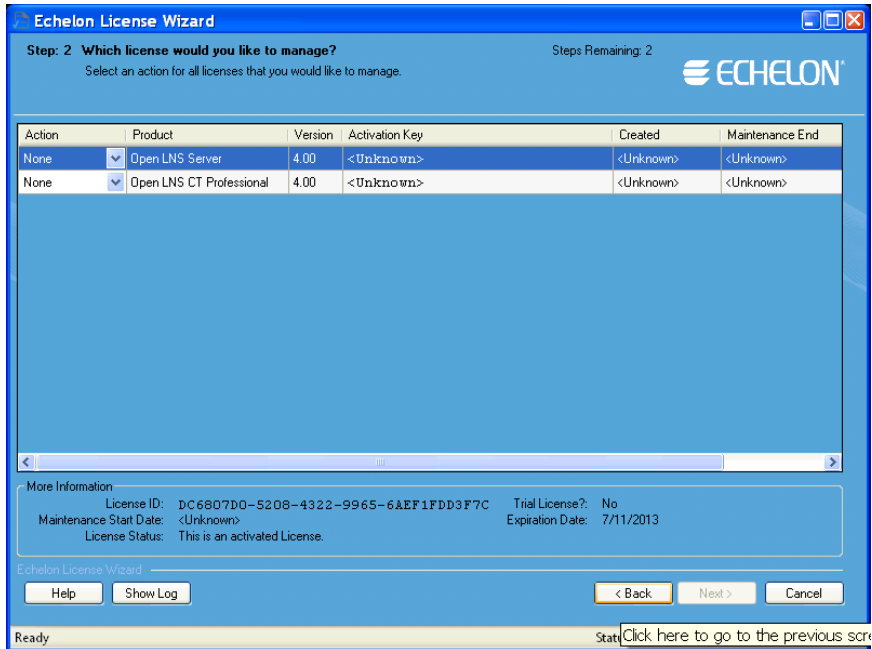 Echelon License Wizard
Step: 2 Which license would you like to manage? Steps Remaining: 2
Select an action for all licenses that you would like to manage.
ECHELON
Action Product Version Activation Key Created Maintenance End
None Open LNS Server 4.00 <Unknown> <Unknown> <Unknown>
None Open LNS CT Professional 4.00 <Unknown> <Unknown> <Unknown>
More Information
License ID: DC6807D0-5208-4322-9965-6AEF1FDD3F7C Trial License?: No
Maintenance Start Date: <Unknown> Expiration Date: 7/11/2013
License Status: This is an activated License.
Echelon License Wizard
Help Show Log < Back Next > Cancel
Ready Stat Click here to go to the previous scre